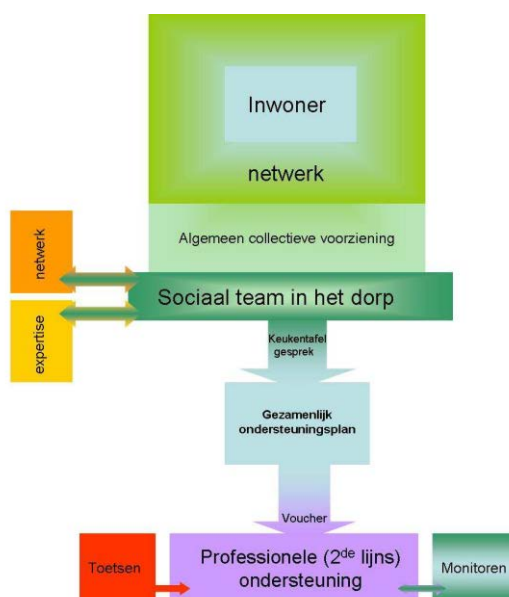 Inwoner
netwerk
Algemeen collectieve voorziening
netwerk
Sociaal team in het dorp
expertise
Keukentafel
gesprek
Gezamenlijk
ondersteuningsplan
Voucher
Toetsen
Professionele (2de lijns)
ondersteuning
Monitoren